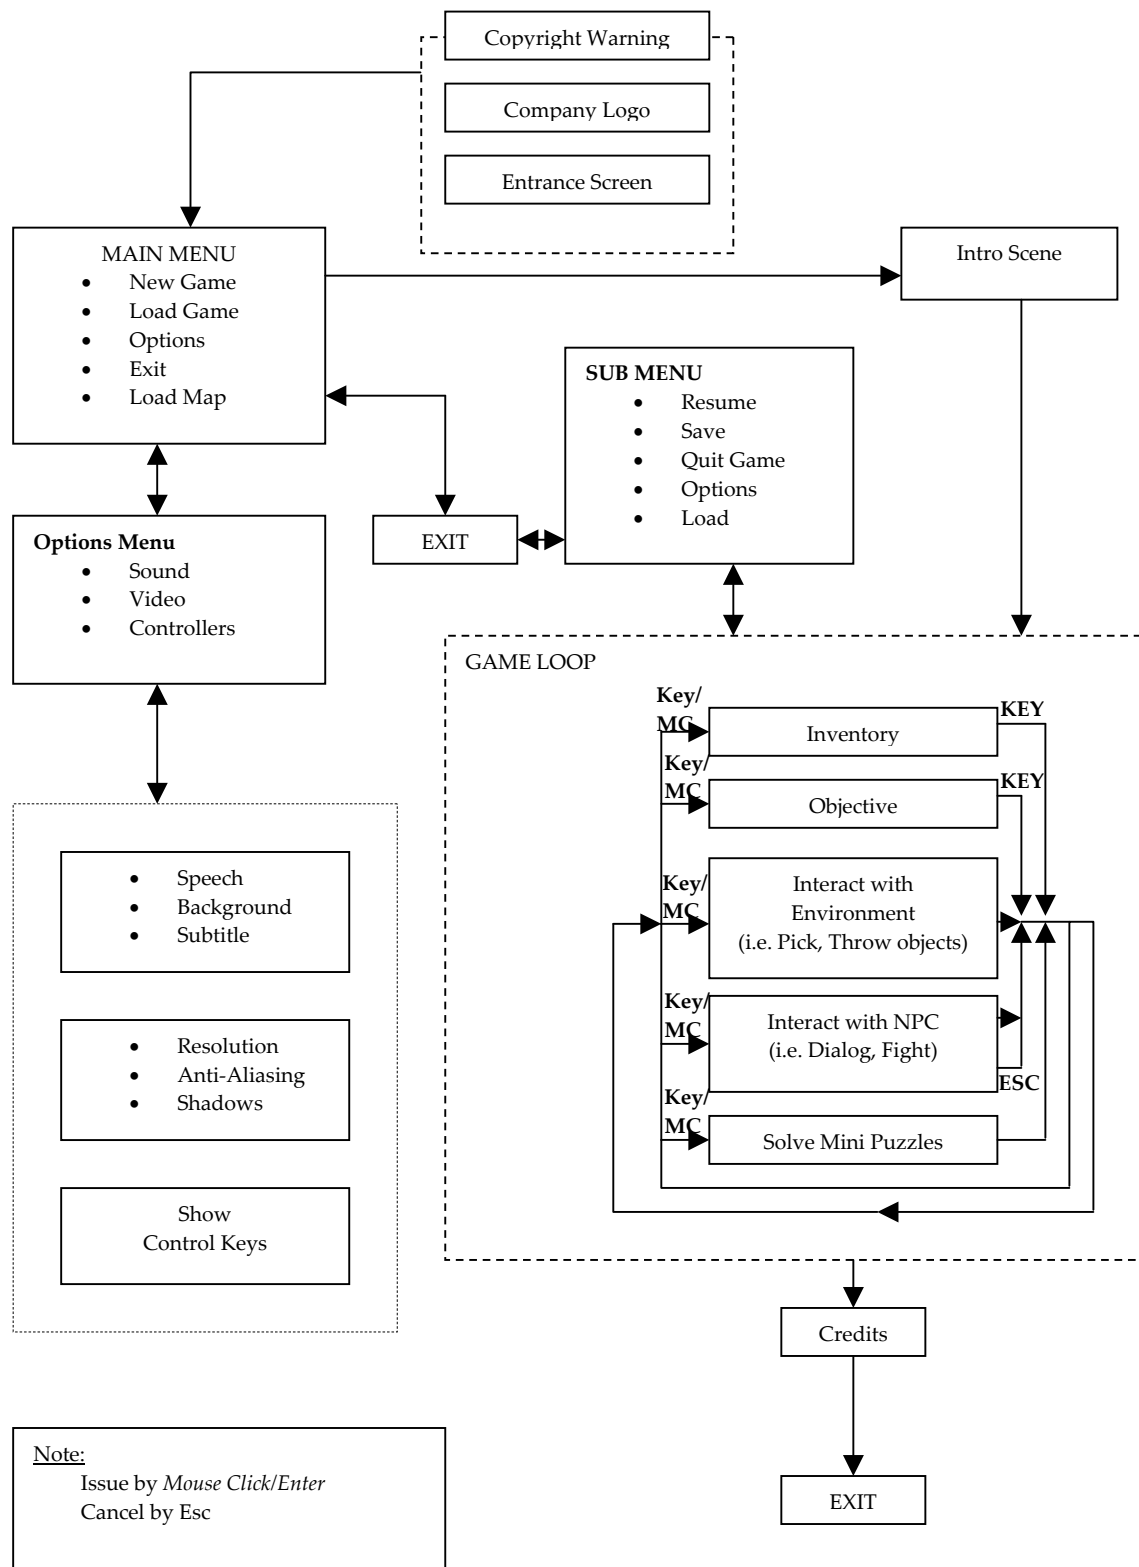 Copyright Warning
Company Logo
Entrance Screen
MAIN MENU
• New Game
• Load Game
• Options
• Exit
• Load Map
Intro Scene
SUB MENU
• Resume
• Save
• Quit Game
• Options
• Load
EXIT
Options Menu
• Sound
• Video
• Controllers
• Speech
• Background
• Subtitle
• Resolution
• Anti-Aliasing
• Shadows
Show
Control Keys
GAME LOOP
Key/
MC
Inventory
KEY
Key/
MC
Objective
KEY
Key/
MC
Interact with
Environment
(i.e. Pick, Throw objects)
Key/
MC
Interact with NPC
(i.e. Dialog, Fight)
ESC
Key/
MC
Solve Mini Puzzles
Credits
EXIT
Note:
Issue by Mouse Click/Enter
Cancel by Esc